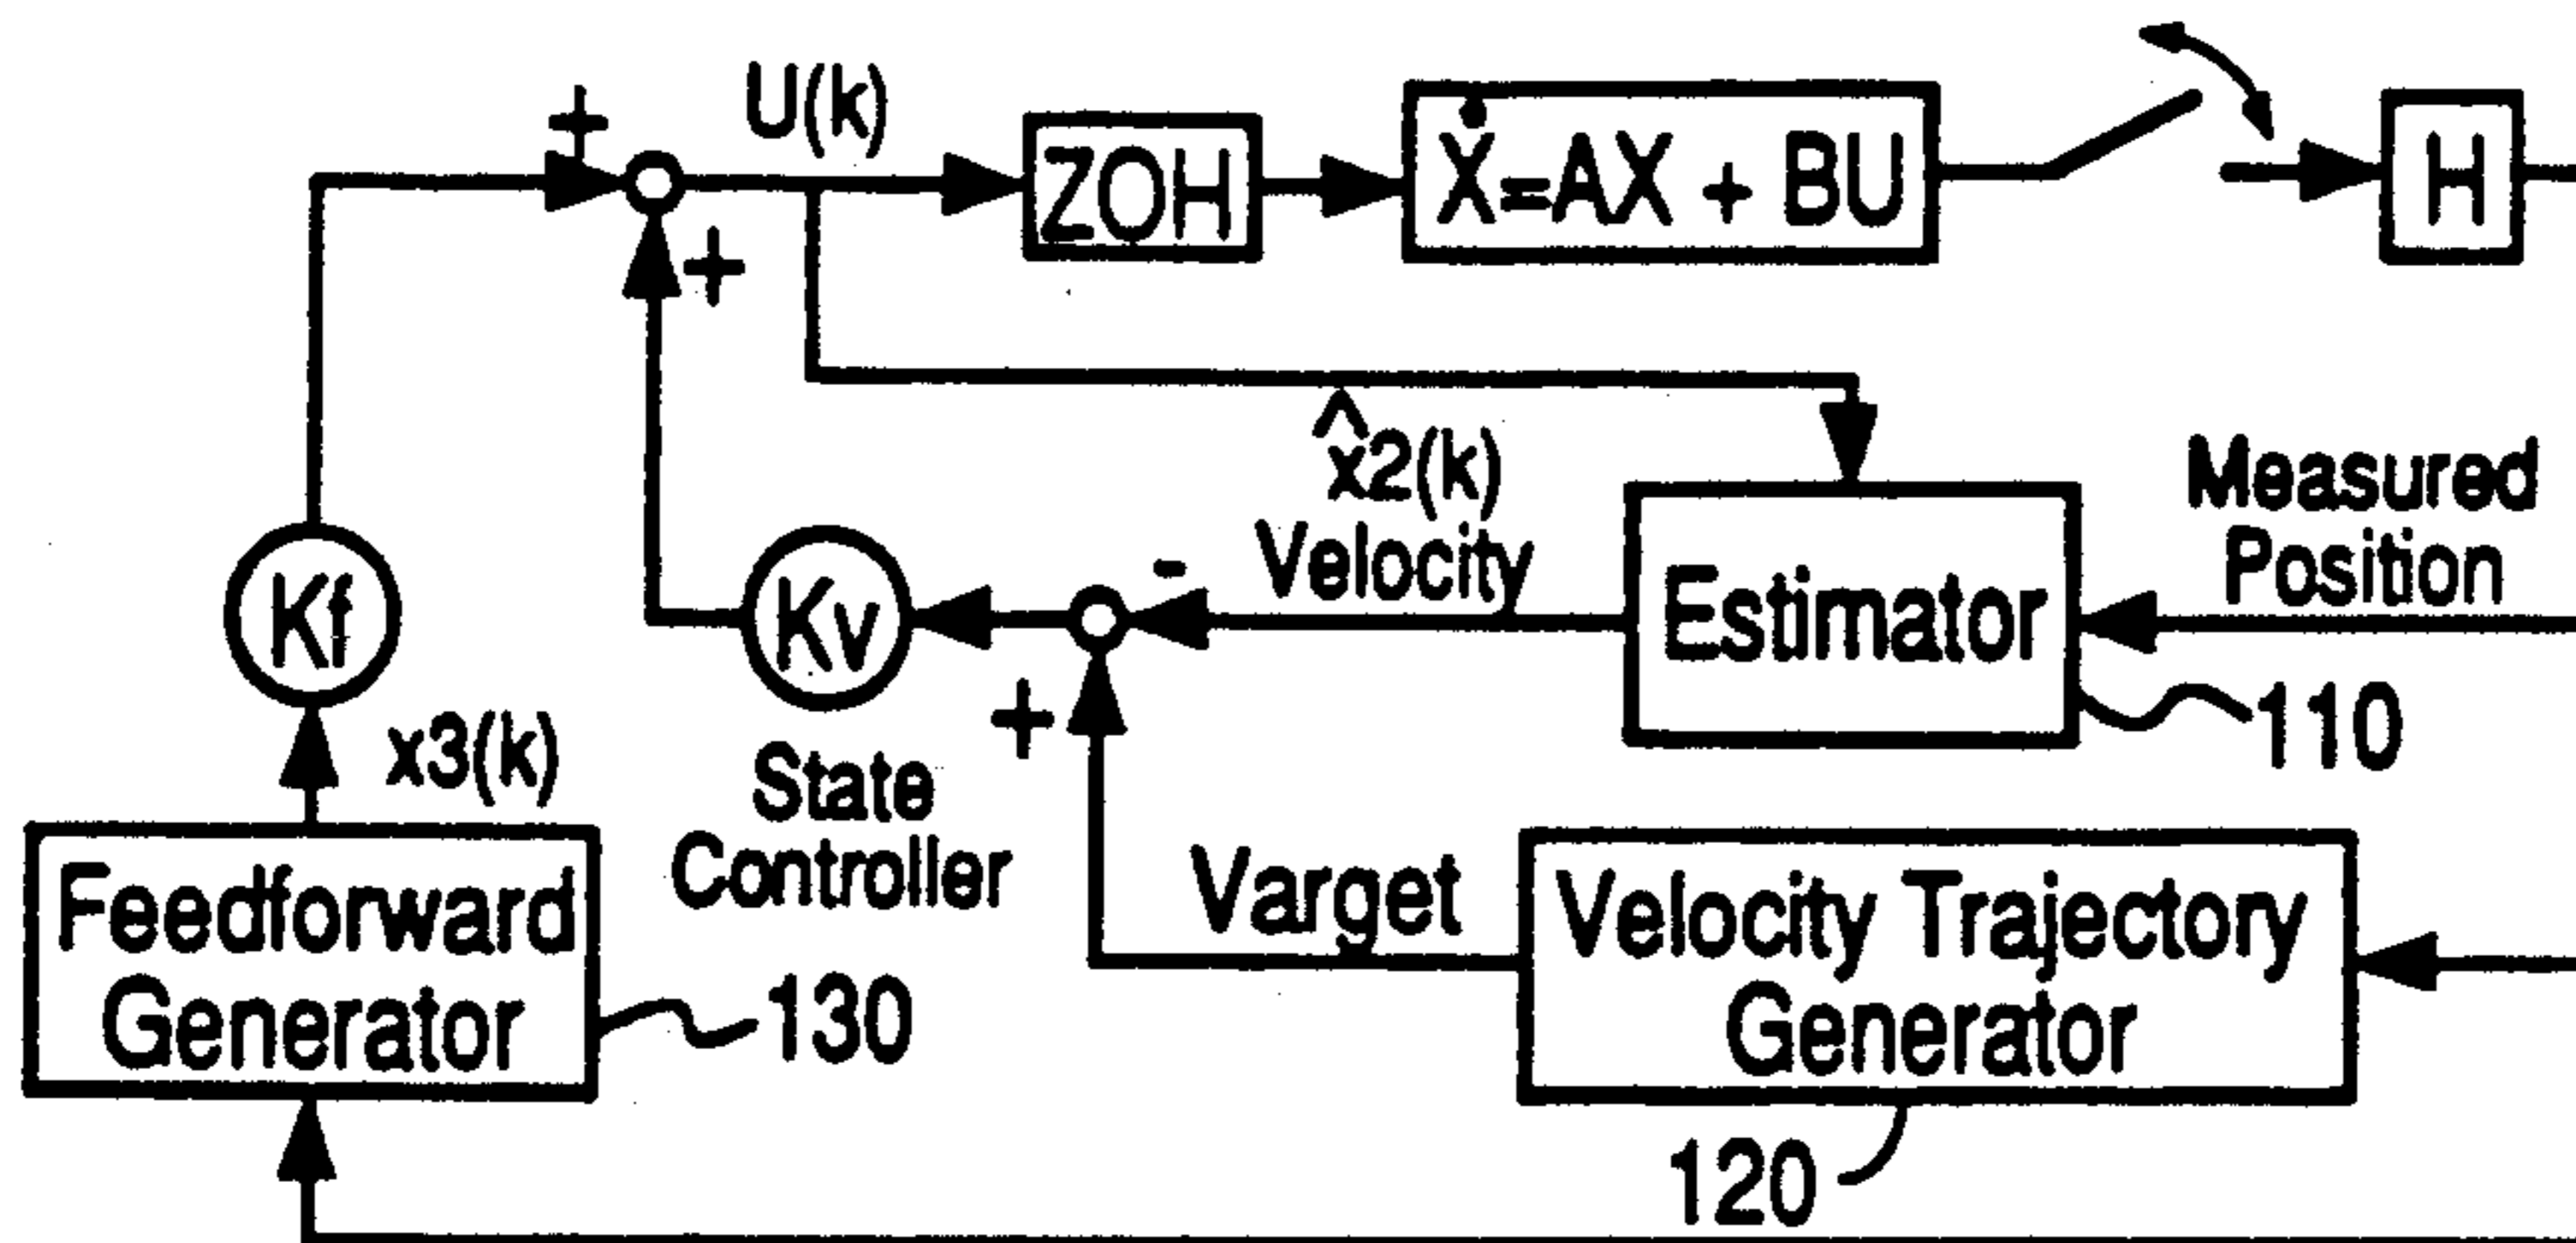 +
U(k)
ZOH
Ẋ=AX + BU
H
+
x̂2(k)
Velocity
-
Measured
Position
Kf
Kv
Estimator
110
+
x3(k)
State
Controller
Varget
Feedforward
Generator
130
Velocity Trajectory
Generator
120